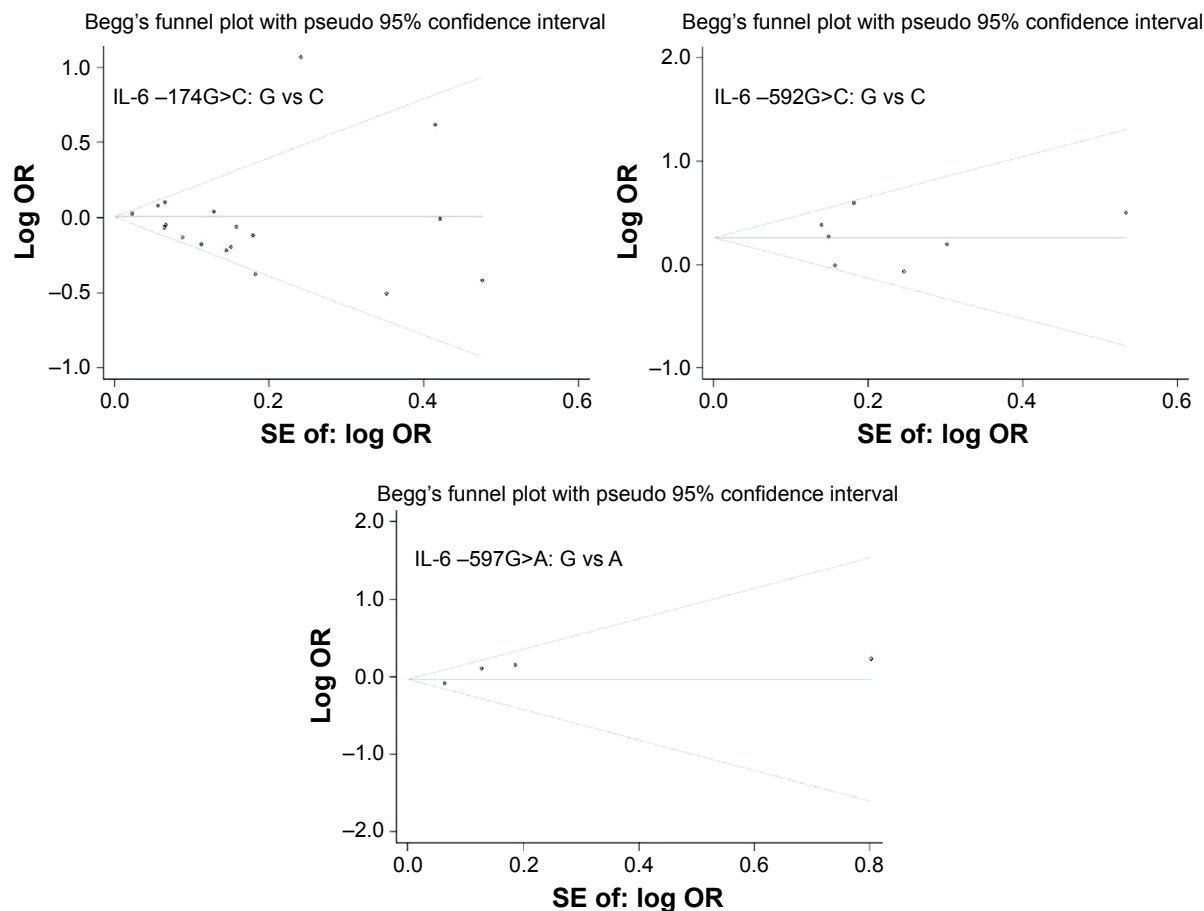 Begg’s funnel plot with pseudo 95% confidence interval
IL-6 –174G>C: G vs C
Log OR
1.0
0.5
0.0
–0.5
–1.0
0.0 0.2 0.4 0.6
SE of: log OR
Begg’s funnel plot with pseudo 95% confidence interval
IL-6 –592G>C: G vs C
Log OR
2.0
1.0
0.0
–1.0
0.0 0.2 0.4 0.6
SE of: log OR
Begg’s funnel plot with pseudo 95% confidence interval
IL-6 –597G>A: G vs A
Log OR
2.0
1.0
0.0
–1.0
–2.0
0.0 0.2 0.4 0.6 0.8
SE of: log OR